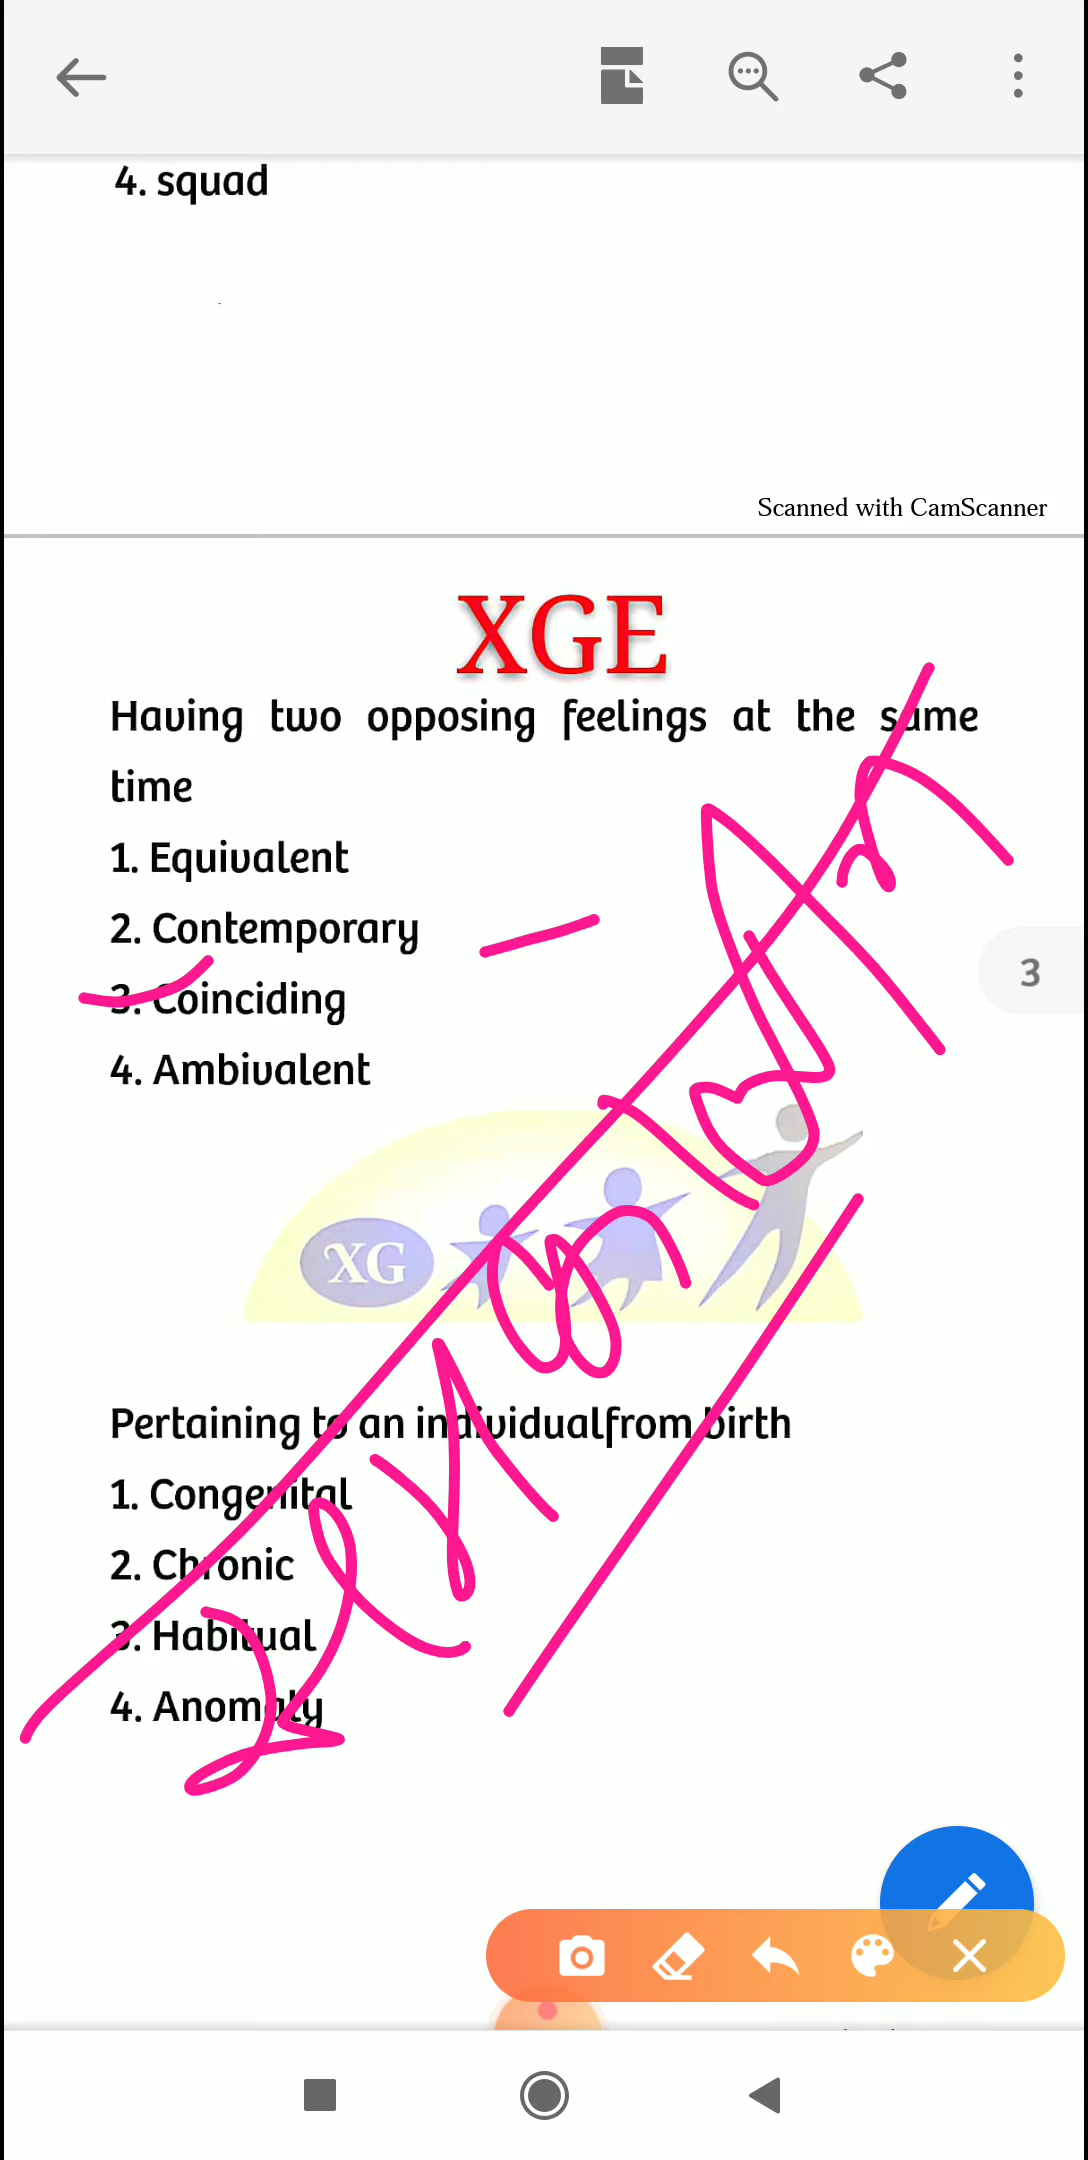 4. squad
Scanned with CamScanner
XGE
Having two opposing feelings at the same
time
1. Equivalent
2. Contemporary
3. Coinciding
3
4. Ambivalent
XG
Pertaining to an individualfrom birth
1. Congenital
2. Chronic
3. Habitual
4. Anomaly